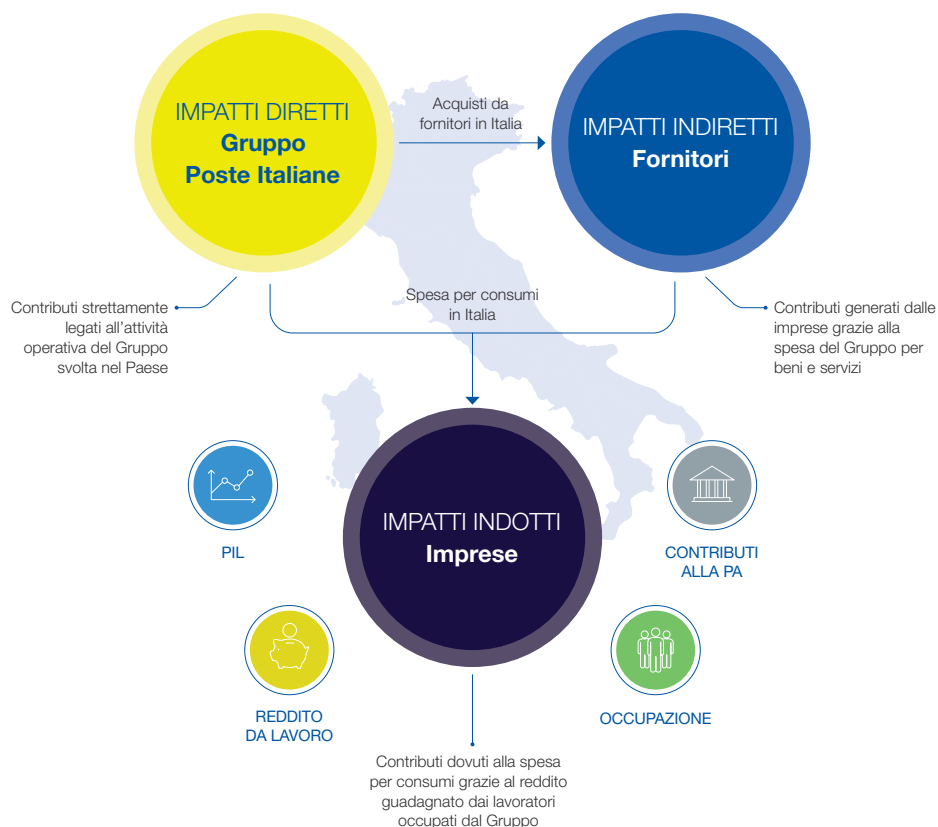 IMPATTI DIRETTI
Gruppo
Poste Italiane
Acquisti da
fornitori in Italia
IMPATTI INDIRETTI
Fornitori
Contributi strettamente
legati all’attività
operativa del Gruppo
svolta nel Paese
Spesa per consumi
in Italia
Contributi generati dalle
imprese grazie alla
spesa del Gruppo per
beni e servizi
IMPATTI INDOTTI
Imprese
PIL
CONTRIBUTI
ALLA PA
REDDITO
DA LAVORO
OCCUPAZIONE
Contributi dovuti alla spesa
per consumi grazie al reddito
guadagnato dai lavoratori
occupati dal Gruppo